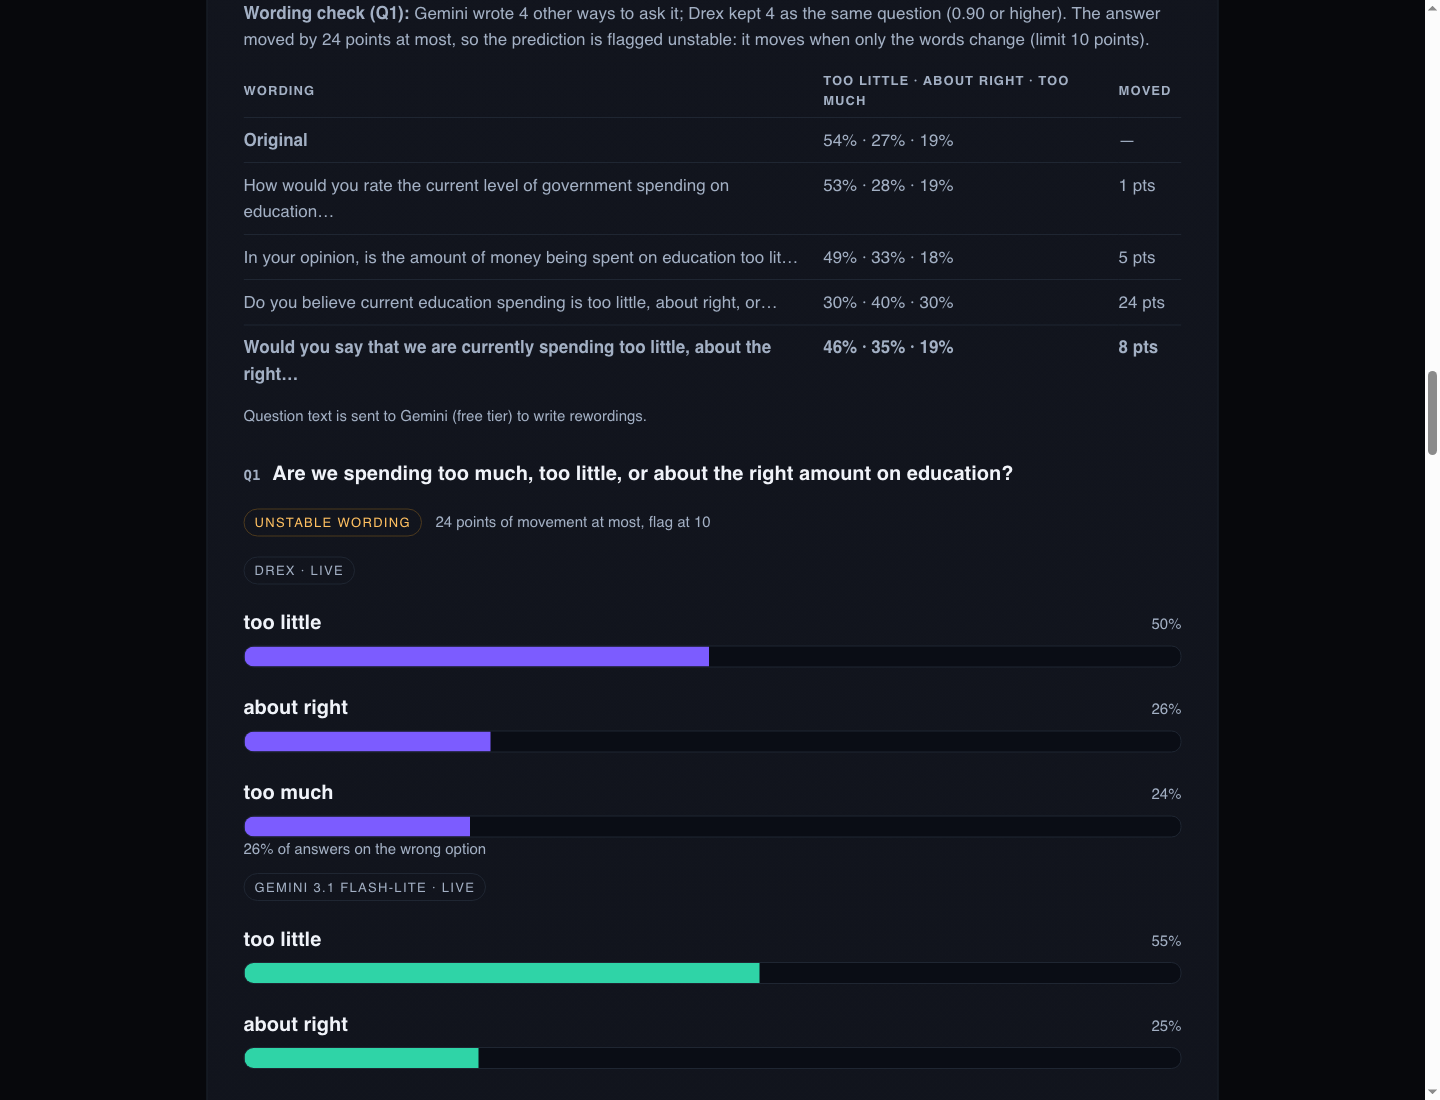 Wording check (Q1): Gemini wrote 4 other ways to ask it; Drex kept 4 as the same question (0.90 or higher). The answer
moved by 24 points at most, so the prediction is flagged unstable: it moves when only the words change (limit 10 points).
WORDING
TOO LITTLE · ABOUT RIGHT · TOO
MUCH
MOVED
Original
54% · 27% · 19%
—
How would you rate the current level of government spending on
education…
53% · 28% · 19%
1 pts
In your opinion, is the amount of money being spent on education too lit…
49% · 33% · 18%
5 pts
Do you believe current education spending is too little, about right, or…
30% · 40% · 30%
24 pts
Would you say that we are currently spending too little, about the
right…
46% · 35% · 19%
8 pts
Question text is sent to Gemini (free tier) to write rewordings.
Q1 Are we spending too much, too little, or about the right amount on education?
UNSTABLE WORDING 24 points of movement at most, flag at 10
DREX · LIVE
too little 50%
about right 26%
too much 24%
26% of answers on the wrong option
GEMINI 3.1 FLASH-LITE · LIVE
too little 55%
about right 25%